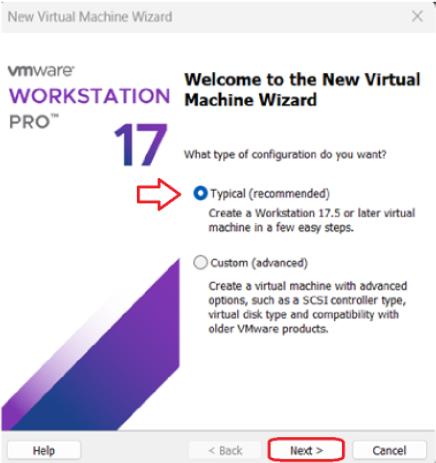 New Virtual Machine Wizard
vmware
WORKSTATION
PRO™
17
Welcome to the New Virtual
Machine Wizard
What type of configuration do you want?
Typical (recommended)
Create a Workstation 17.5 or later virtual
machine in a few easy steps.
Custom (advanced)
Create a virtual machine with advanced
options, such as a SCSI controller type,
virtual disk type and compatibility with
older VMware products.
Help
< Back
Next >
Cancel